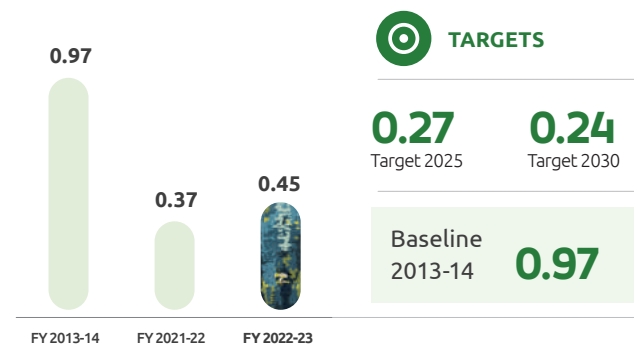 0.97
0.37
0.45
FY 2013-14
FY 2021-22
FY 2022-23
TARGETS
0.27
Target 2025
0.24
Target 2030
Baseline
2013-14
0.97